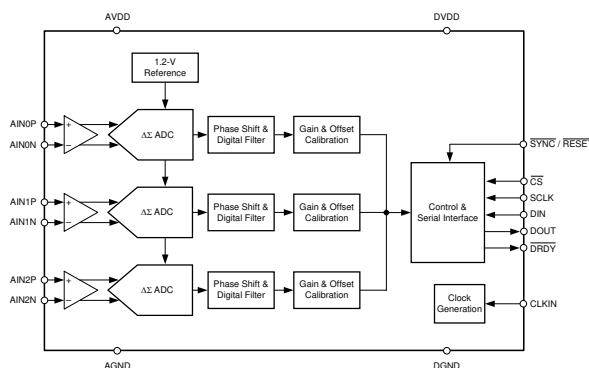 AVDD
DVDD
1.2-V
Reference
AIN0P
AIN0N
+
−
ΔΣ ADC
Phase Shift &
Digital Filter
Gain & Offset
Calibration
SYNC / RESE
AIN1P
AIN1N
+
−
ΔΣ ADC
Phase Shift &
Digital Filter
Gain & Offset
Calibration
Control &
Serial Interface
CS
SCLK
DIN
DOUT
DRDY
AIN2P
AIN2N
+
−
ΔΣ ADC
Phase Shift &
Digital Filter
Gain & Offset
Calibration
Clock
Generation
CLKIN
AGND
DGND